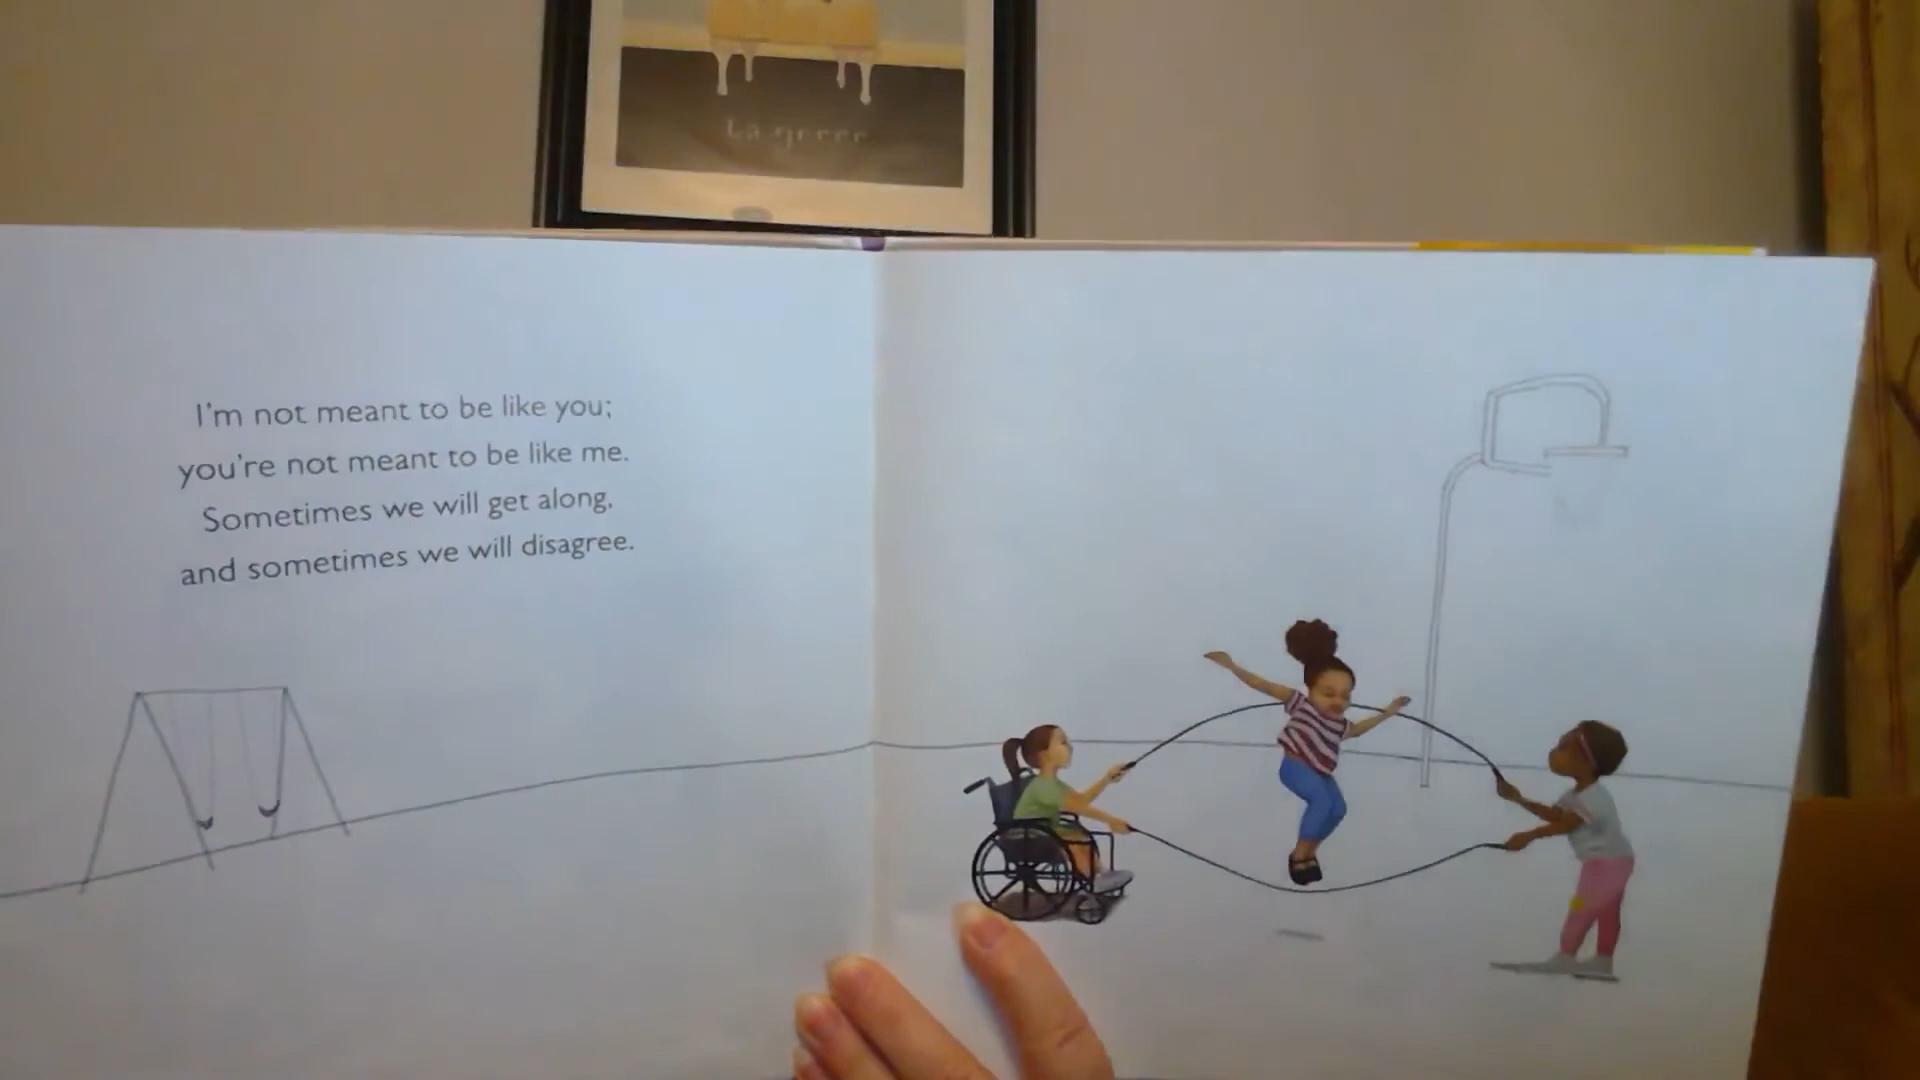 I'm not meant to be like you;
you're not meant to be like me.
Sometimes we will get along,
and sometimes we will disagree.